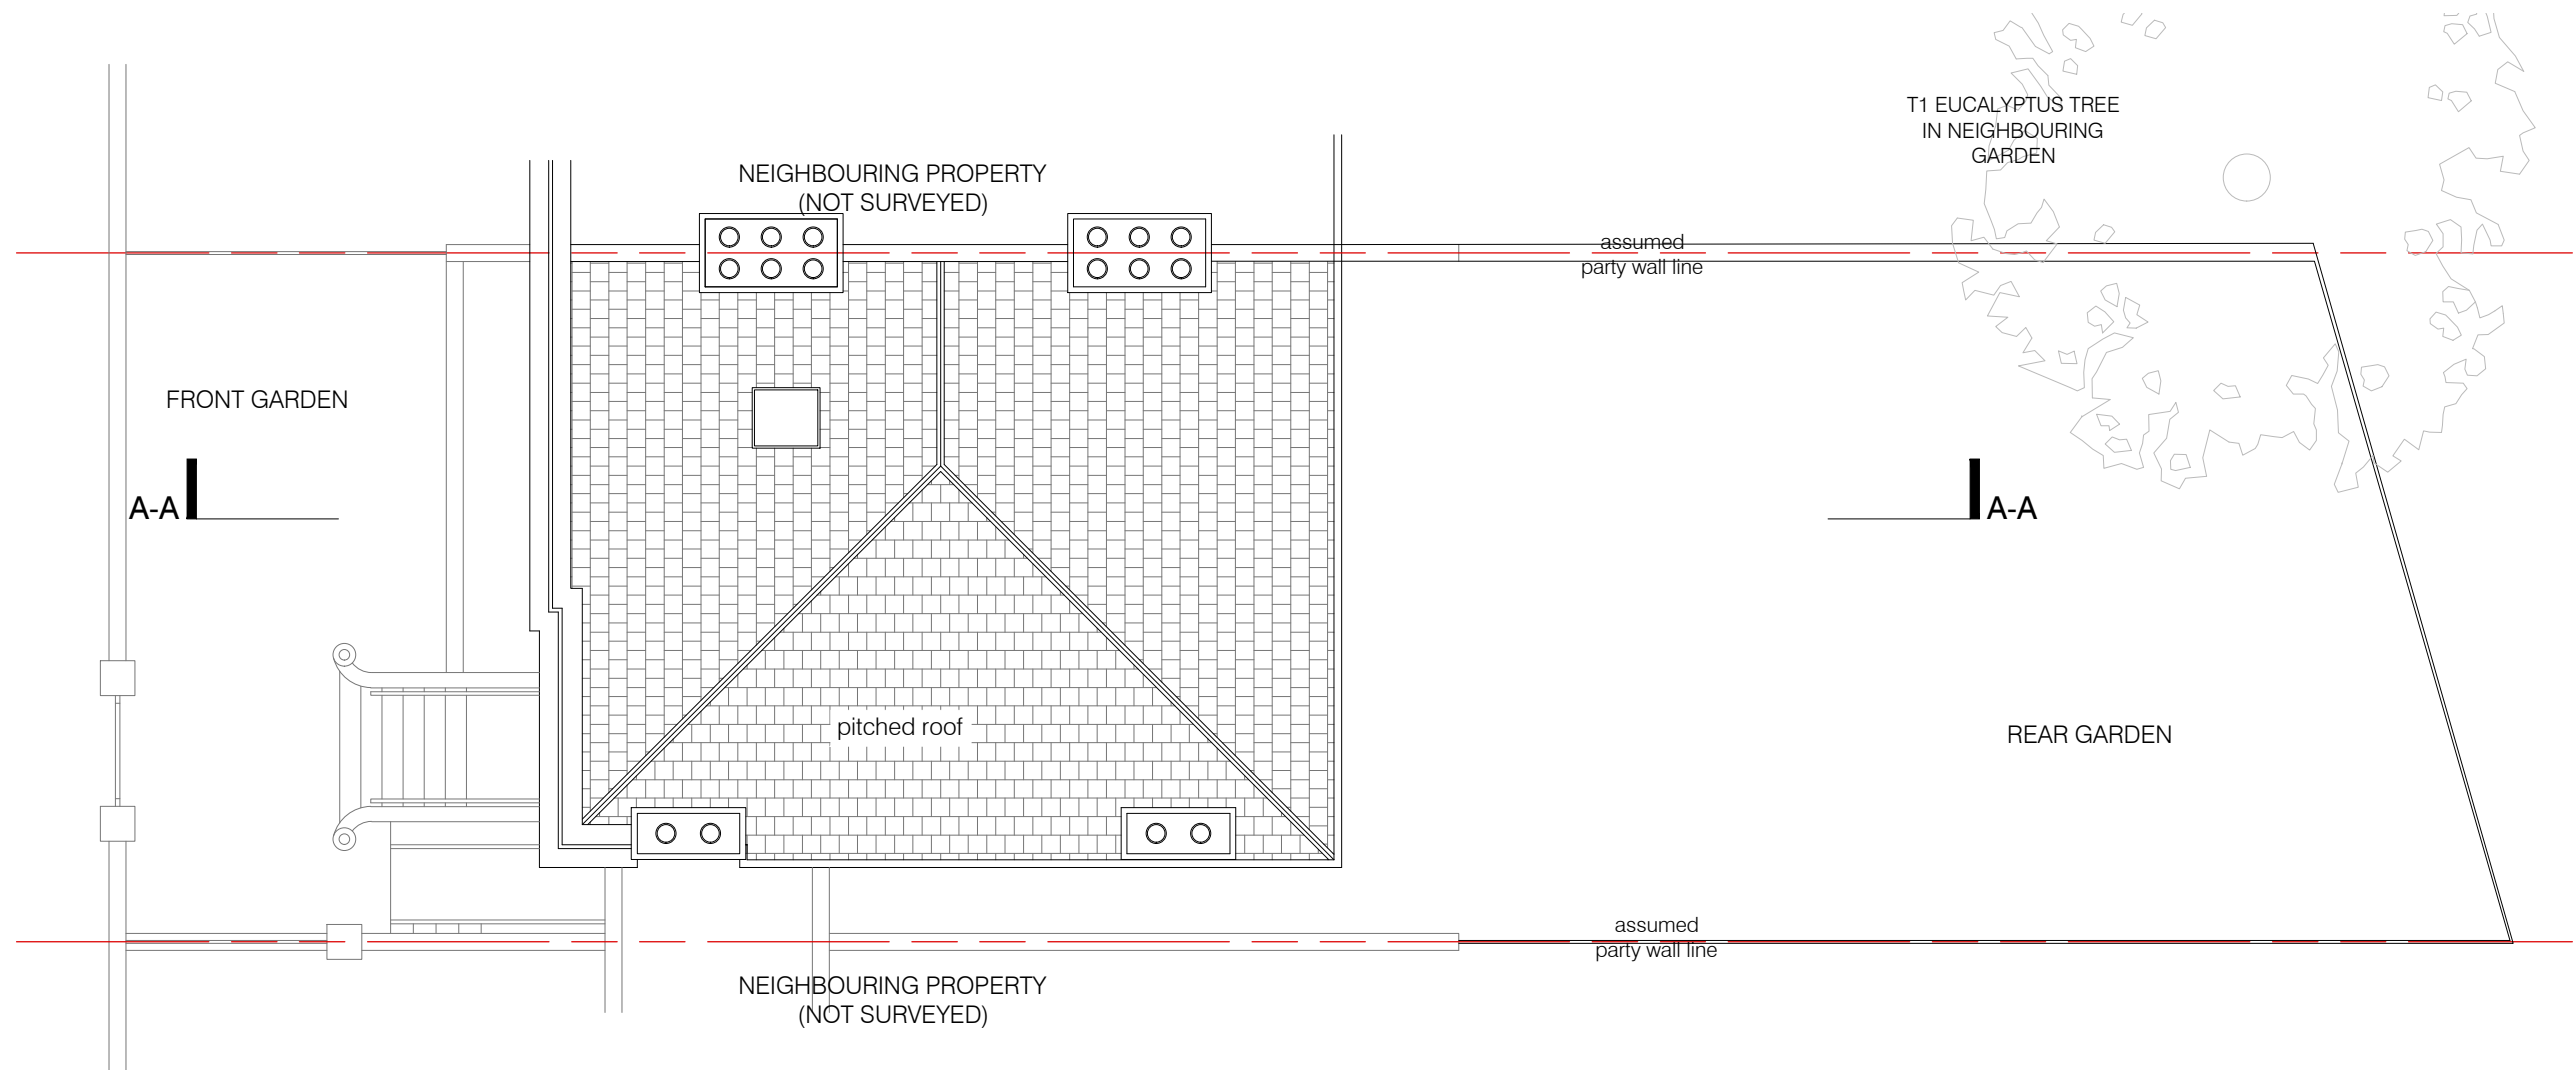 T1 EUCALYPTUS TREE
IN NEIGHBOURING
GARDEN
NEIGHBOURING PROPERTY
(NOT SURVEYED)
assumed
party wall line
FRONT GARDEN
A-A
A-A
pitched roof
REAR GARDEN
assumed
party wall line
NEIGHBOURING PROPERTY
(NOT SURVEYED)